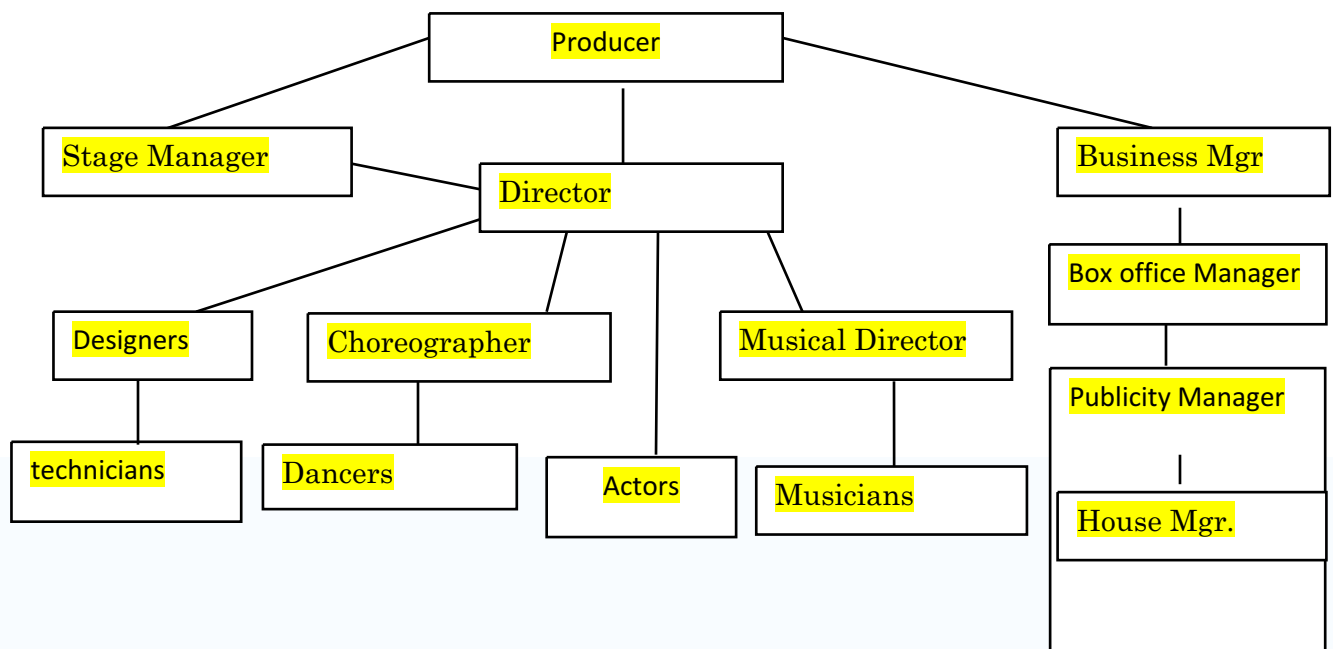 Producer
Stage Manager
Business Mgr
Director
Box office Manager
Designers
Choreographer
Musical Director
Publicity Manager
technicians
Dancers
Actors
Musicians
House Mgr.